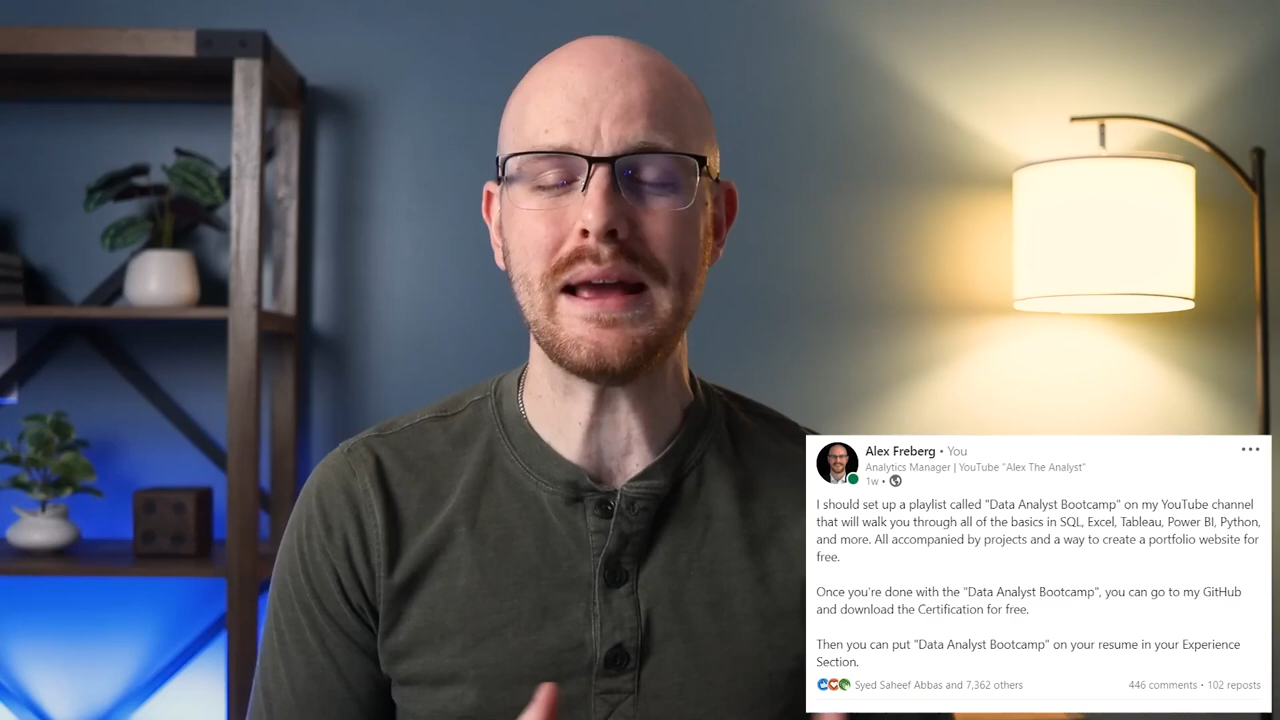 Alex Freberg • You
Analytics Manager | YouTube "Alex The Analyst"
1w •
I should set up a playlist called "Data Analyst Bootcamp" on my YouTube channel
that will walk you through all of the basics in SQL, Excel, Tableau, Power BI, Python,
and more. All accompanied by projects and a way to create a portfolio website for
free.
Once you're done with the "Data Analyst Bootcamp", you can go to my GitHub
and download the Certification for free.
Then you can put "Data Analyst Bootcamp" on your resume in your Experience
Section.
Syed Saheef Abbas and 7,362 others
446 comments • 102 reposts